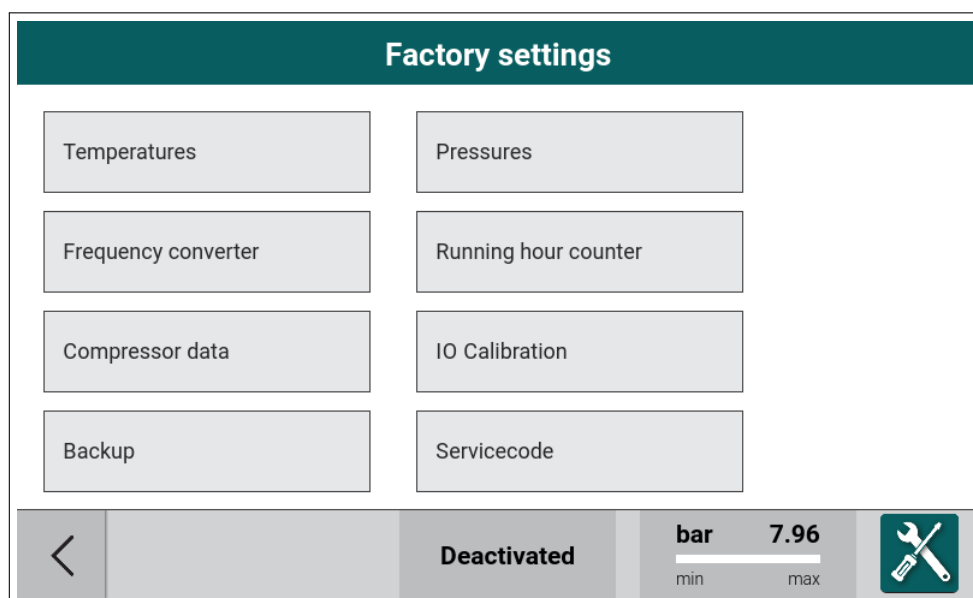 Factory settings
Temperatures
Pressures
Frequency converter
Running hour counter
Compressor data
IO Calibration
Backup
Servicecode
Deactivated
bar 7.96
min max